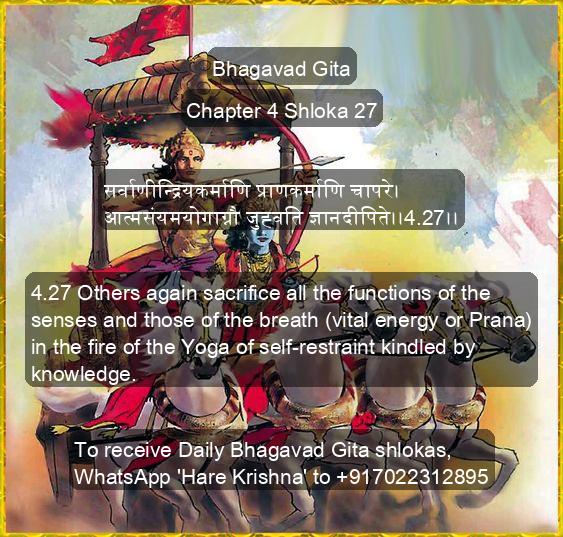 Bhagavad Gita
Chapter 4 Shloka 27
सर्वाणीन्द्रियकर्माणि प्राणकर्माणि चापरे।
आत्मसंयमयोगाग्नौ जुह्वति ज्ञानदीपिते।।4.27।।
4.27 Others again sacrifice all the functions of the
senses and those of the breath (vital energy or Prana)
in the fire of the Yoga of self-restraint kindled by
knowledge.
To receive Daily Bhagavad Gita shlokas,
WhatsApp 'Hare Krishna' to +917022312895